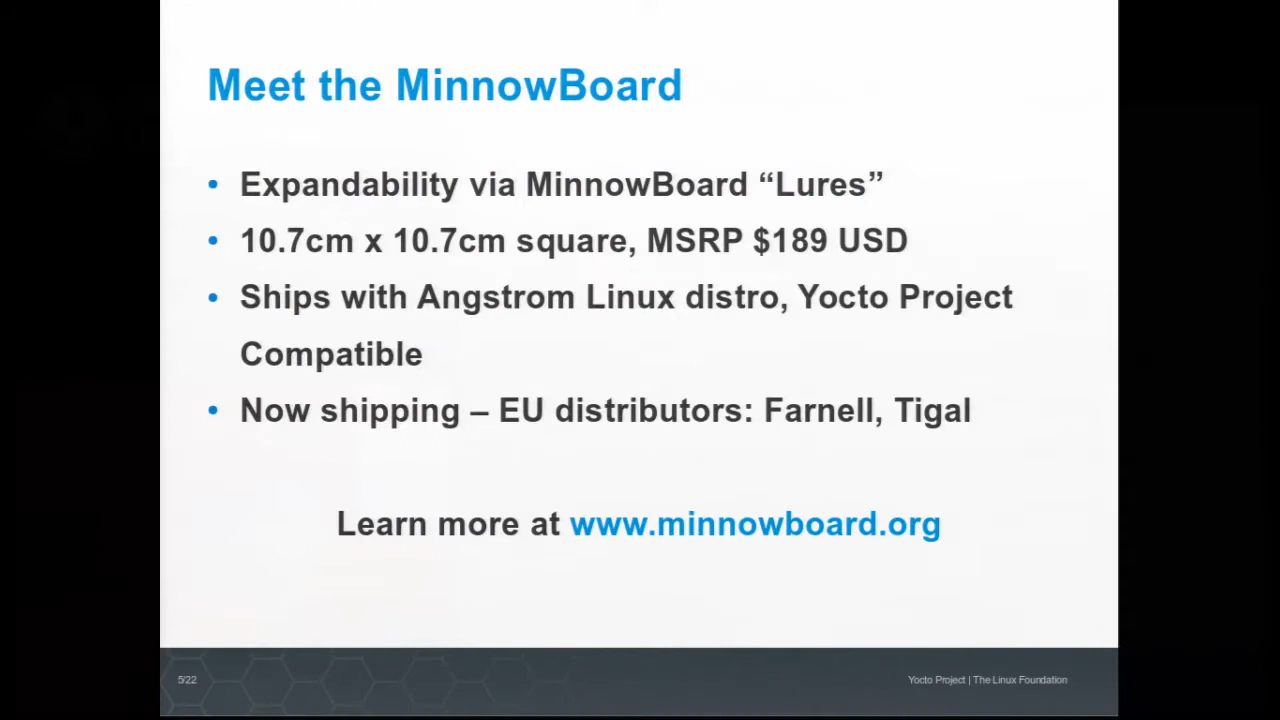 Meet the MinnowBoard
• Expandability via MinnowBoard “Lures”
• 10.7cm x 10.7cm square, MSRP $189 USD
• Ships with Angstrom Linux distro, Yocto Project
Compatible
• Now shipping – EU distributors: Farnell, Tigal
Learn more at www.minnowboard.org
5/22
Yocto Project | The Linux Foundation